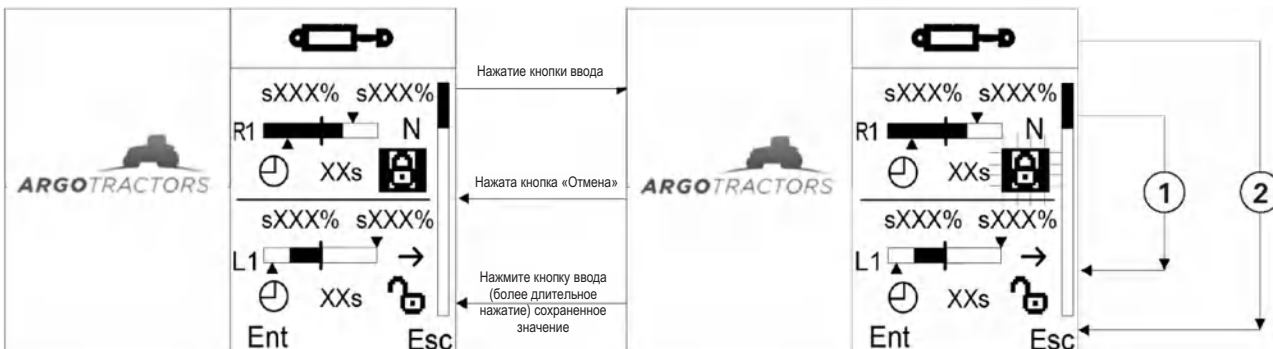 sXXX% sXXX%
R1 N
XXs
sXXX% sXXX%
L1
XXs
Ent Esc
ARGOTRACTORS
Нажатие кнопки ввода
Нажата кнопка «Отмена»
Нажмите кнопку ввода
(более длительное
нажатие) сохраненное
значение
sXXX% sXXX%
R1 N
XXs
sXXX% sXXX%
L1
XXs
Ent Esc
ARGOTRACTORS
1
2